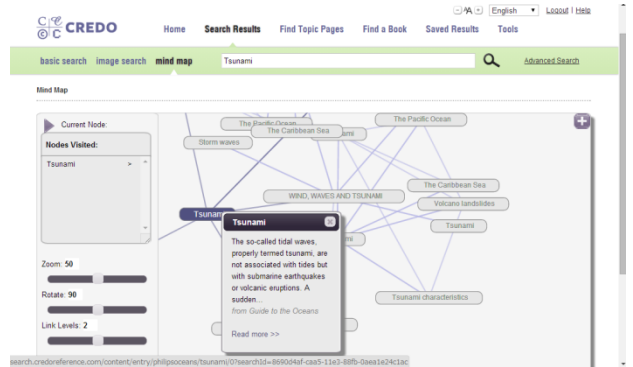 - A +
English
Logout | Help
CREDO
Home
Search Results
Find Topic Pages
Find a Book
Saved Results
Tools
basic search
image search
mind map
Tsunami
Advanced Search
Mind Map
Current Node:
Nodes Visited:
Tsunami >
Zoom: 50
Rotate: 90
Link Levels: 2
The Pacific Ocean
The Caribbean Sea
Storm waves
The Pacific Ocean
WIND, WAVES AND TSUNAMI
The Caribbean Sea
Volcano landslides
Tsunami
Tsunami characteristics
Tsunami
Tsunami
The so-called tidal waves,
properly termed tsunami, are
not associated with tides but
with submarine earthquakes
or volcanic eruptions. A
sudden...
from Guide to the Oceans
Read more >>
search.credoreference.com/content/entry/philipsoceans/tsunami/0?searchId=8690d4af-caa5-11e3-88fb-0aea1e24c1ac